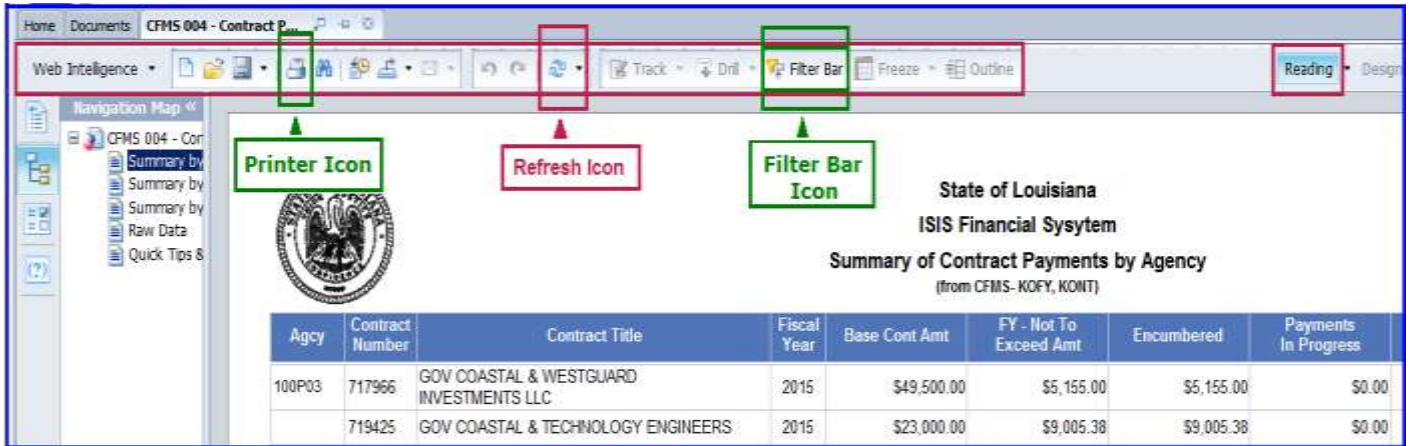 Home Documents CFMS 004 - Contract P...
Web Intelligence Track Drill Filter Bar Freeze Outline Reading Design
Navigation Map «
CFMS 004 - Con
Summary by
Summary by
Summary by
Raw Data
Quick Tips &
Printer Icon
Refresh Icon
Filter Bar
Icon
State of Louisiana
ISIS Financial Sysytem
Summary of Contract Payments by Agency
(from CFMS- KOFY, KONT)
Agcy Contract Number Contract Title Fiscal Year Base Cont Amt FY - Not To Exceed Amt Encumbered Payments In Progress
100P03 717966 GOV COASTAL & WESTGUARD INVESTMENTS LLC 2015 $49,500.00 $5,155.00 $5,155.00 $0.00
719425 GOV COASTAL & TECHNOLOGY ENGINEERS 2015 $23,000.00 $9,005.38 $9,005.38 $0.00